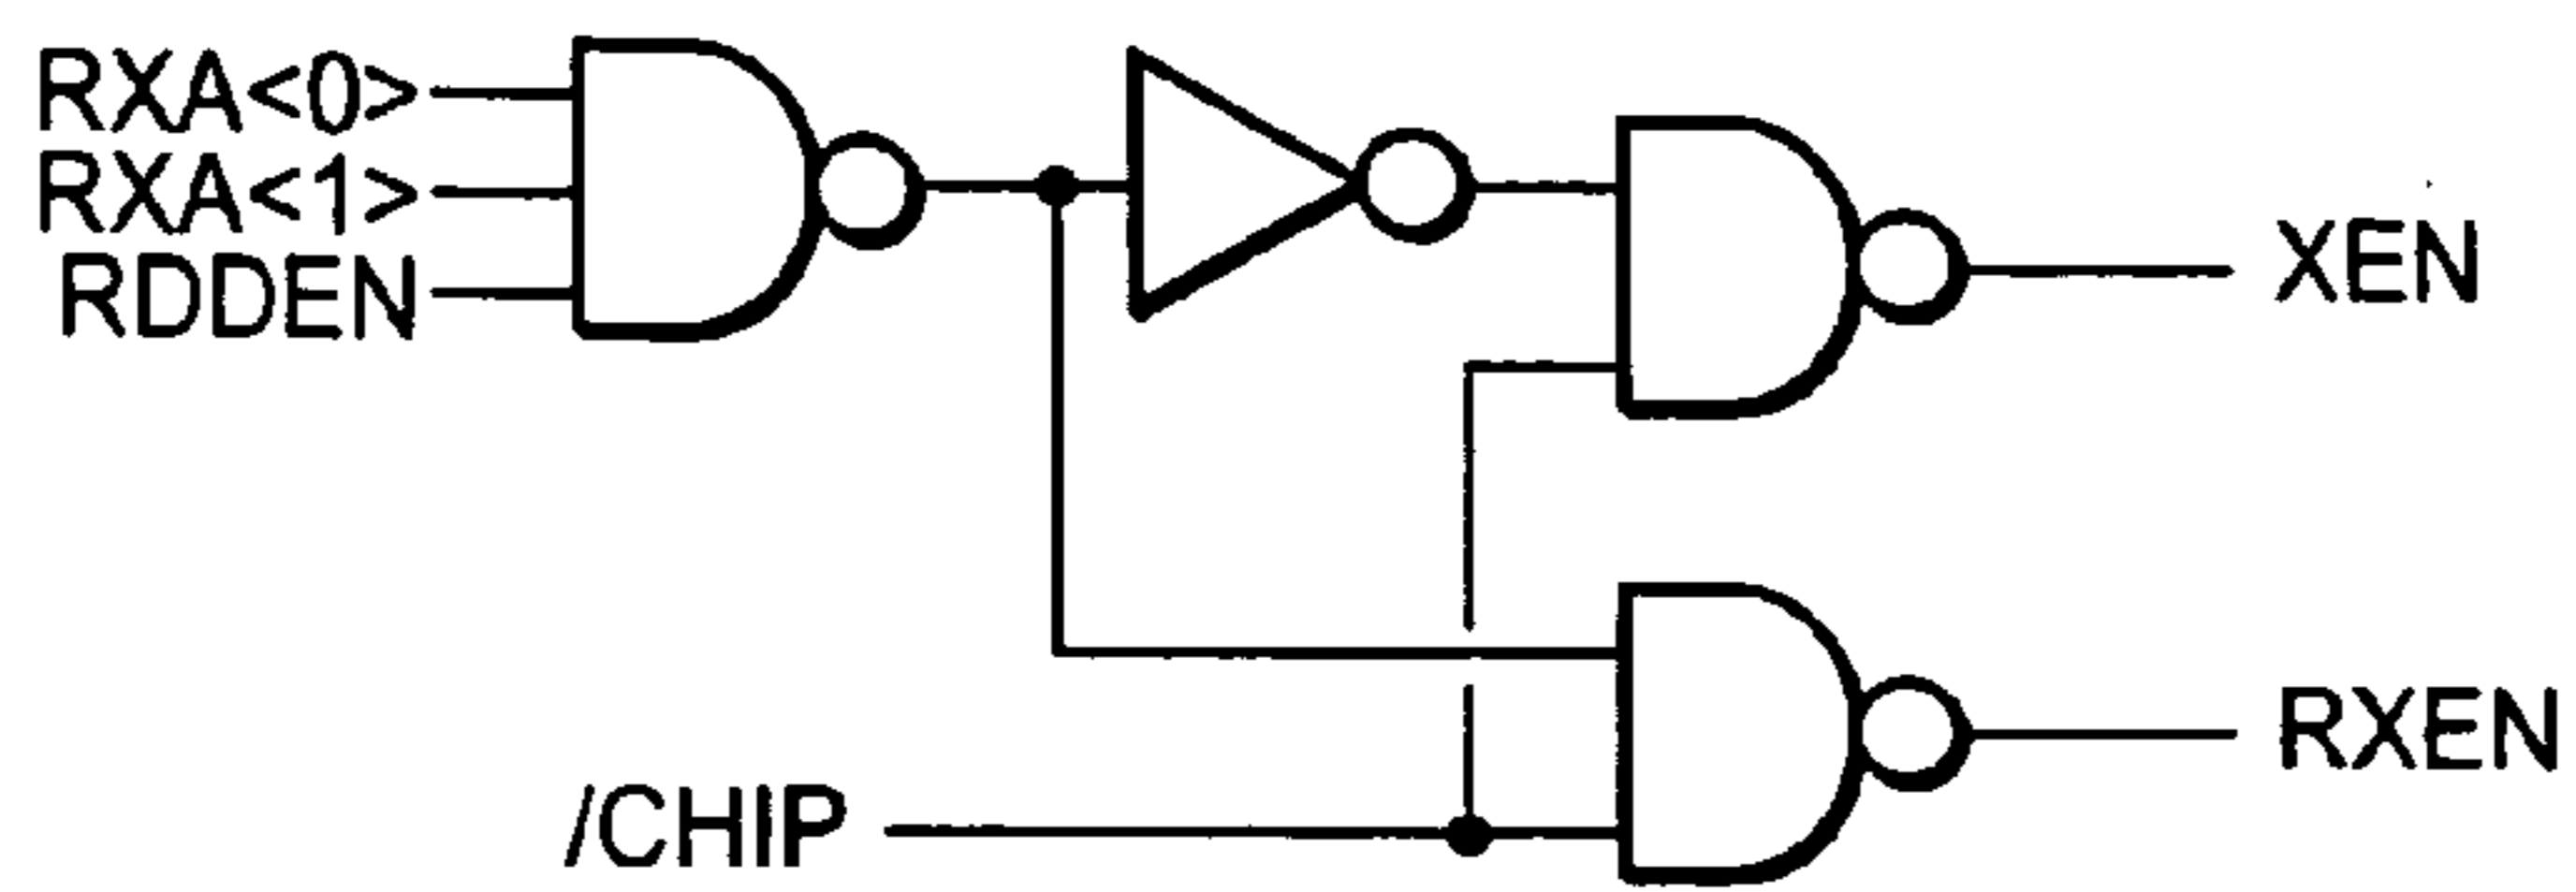 RXA<0>
RXA<1>
RDDEN
XEN
RXEN
/CHIP